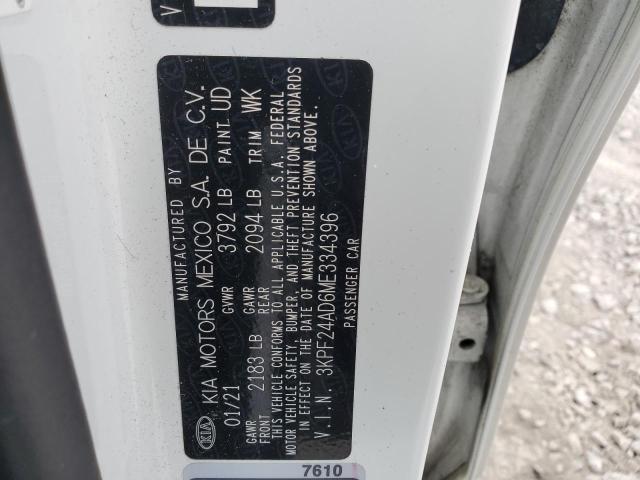 V
MANUFACTURED BY
KIA KIA MOTORS MEXICO S.A. DE C.V.
01/21 GVWR 3792 LB PAINT UD
GAWR FRONT 2183 LB GAWR REAR 2094 LB TRIM WK
THIS VEHICLE CONFORMS TO ALL APPLICABLE U.S.A. FEDERAL
MOTOR VEHICLE SAFETY, BUMPER, AND THEFT PREVENTION STANDARDS
IN EFFECT ON THE DATE OF MANUFACTURE SHOWN ABOVE.
V.I.N. 3KPF24AD6ME334396
PASSENGER CAR
7610